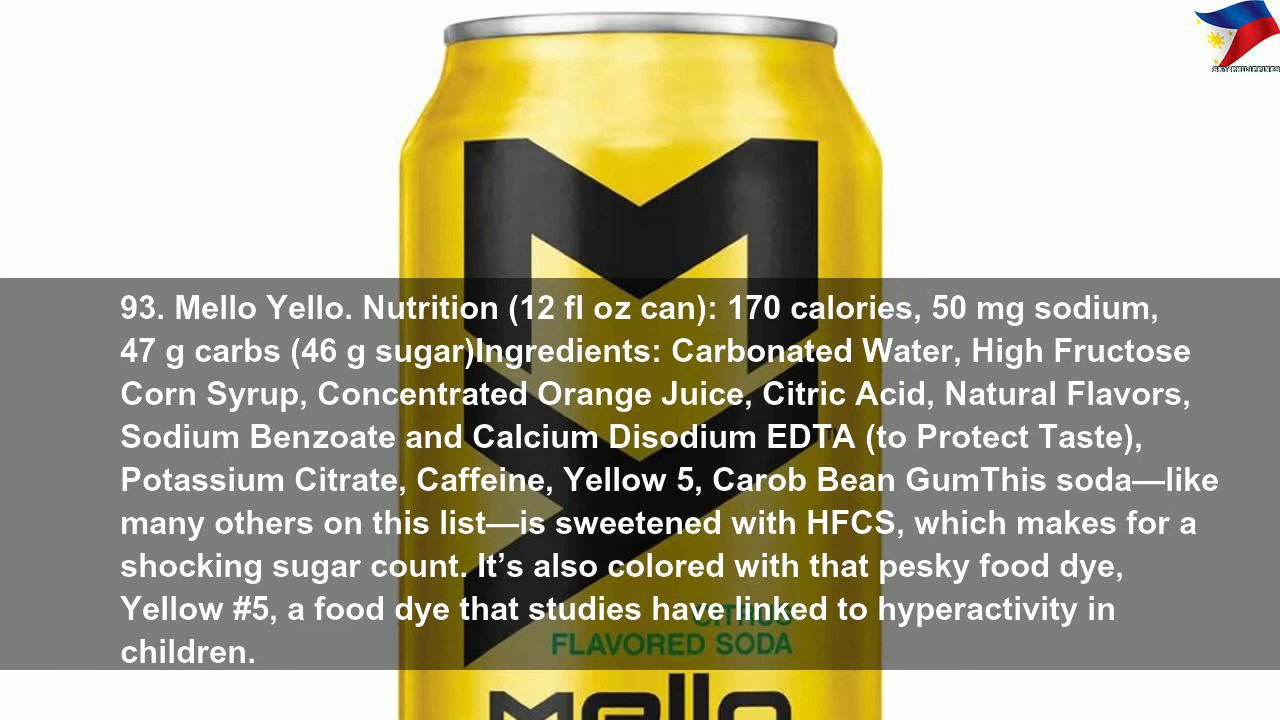 SKY PHILIPPINES
93. Mello Yello. Nutrition (12 fl oz can): 170 calories, 50 mg sodium,
47 g carbs (46 g sugar)Ingredients: Carbonated Water, High Fructose
Corn Syrup, Concentrated Orange Juice, Citric Acid, Natural Flavors,
Sodium Benzoate and Calcium Disodium EDTA (to Protect Taste),
Potassium Citrate, Caffeine, Yellow 5, Carob Bean GumThis soda—like
many others on this list—is sweetened with HFCS, which makes for a
shocking sugar count. It’s also colored with that pesky food dye,
Yellow #5, a food dye that studies have linked to hyperactivity in
children.
CITRUS
FLAVORED SODA
mello